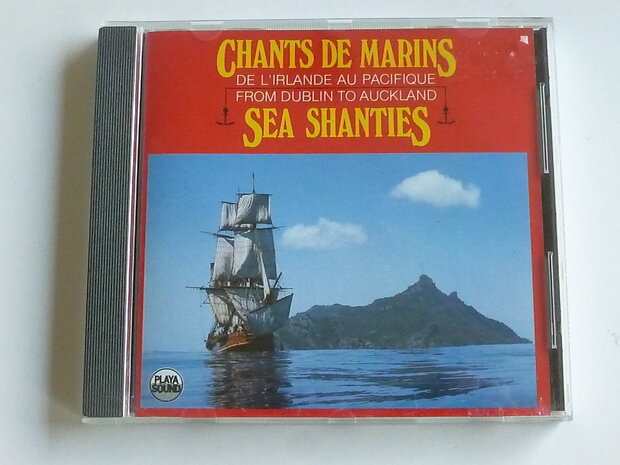 CHANTS DE MARINS
DE L'IRLANDE AU PACIFIQUE
FROM DUBLIN TO AUCKLAND
SEA SHANTIES
PLAYA
SOUND